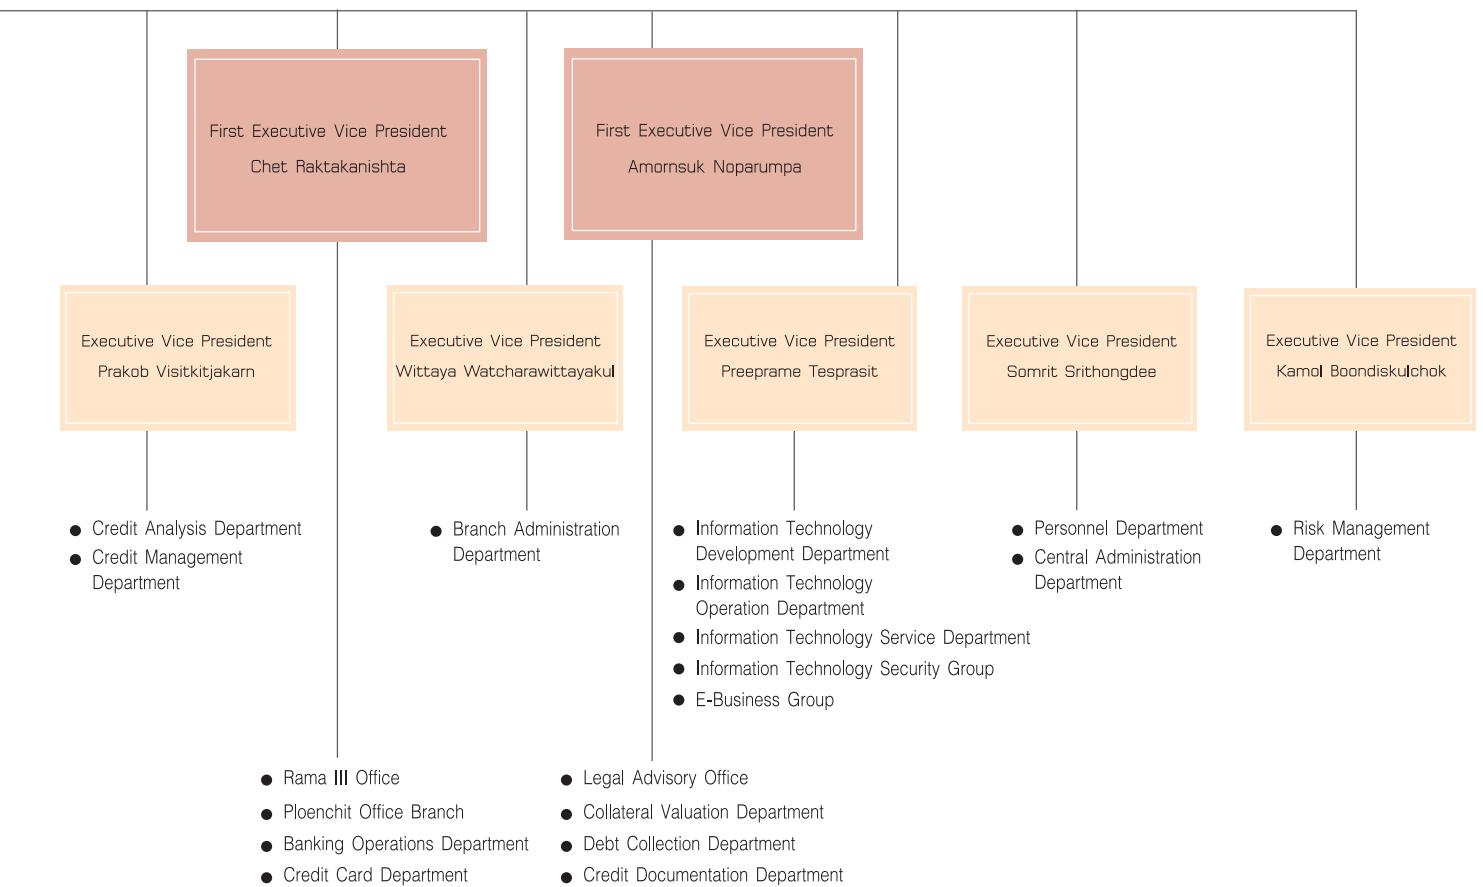 First Executive Vice President
Chet Raktakanishta
First Executive Vice President
Amornsuk Noparumpa
Executive Vice President
Prakob Visitkitjakarn
Executive Vice President
Wittaya Watcharawittayakul
Executive Vice President
Preeprame Tesprasit
Executive Vice President
Somrit Srithongdee
Executive Vice President
Kamol Boondiskulchok
● Credit Analysis Department
● Credit Management
Department
● Branch Administration
Department
● Information Technology
Development Department
● Information Technology
Operation Department
● Information Technology Service Department
● Information Technology Security Group
● E-Business Group
● Personnel Department
● Central Administration
Department
● Risk Management
Department
● Rama III Office
● Ploenchit Office Branch
● Banking Operations Department
● Credit Card Department
● Legal Advisory Office
● Collateral Valuation Department
● Debt Collection Department
● Credit Documentation Department